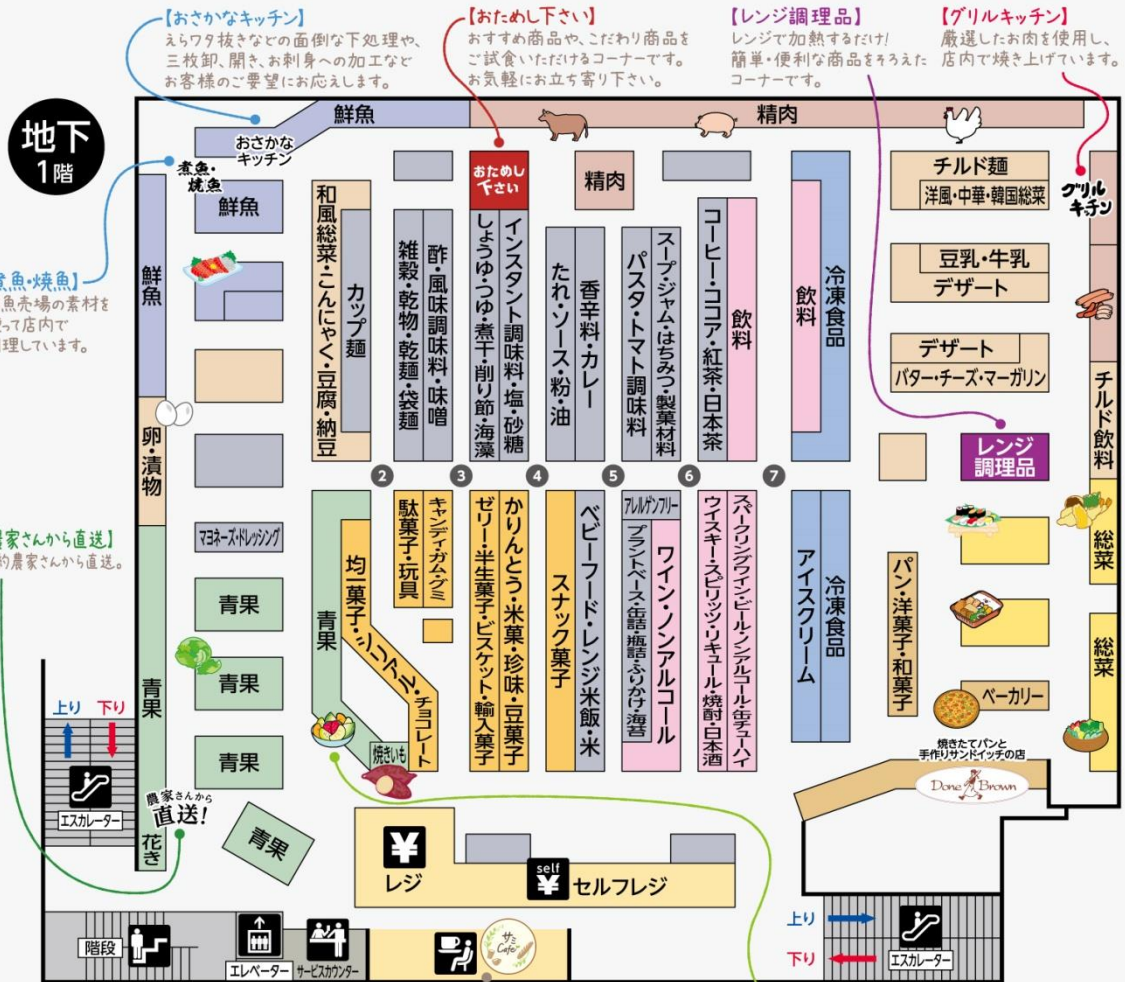 【おさかなキッチン】
えらワタ抜きなどの面倒な下処理や、
三枚卸、開き、お刺身への加工など
お客様のご要望にお応えします。
【おためし下さい】
おすすめ商品や、こだわり商品を
ご試食いただけるコーナーです。
お気軽にお立ち寄り下さい。
【レンジ調理品】
レンジで加熱するだけ!
簡単・便利な商品をそろえた
コーナーです。
【グリルキッチン】
厳選したお肉を使用し、
店内で焼き上げています。
地下
1階
鮮魚
精肉
おさかな
キッチン
煮魚・
焼魚
鮮魚
鮮魚
魚・焼魚】
魚売場の素材を
って店内で
理しています。
卵・漬物
マヨネーズ・ドレッシング
家さんから直送】
農家さんから直送。
青果
青果
青果
青果
花き
農家さんから
直送!
青果
上り
下り
エスカレーター
和風総菜・こんにゃく・豆腐・納豆
カップ麺
雑穀・乾物・乾麺・袋麺
酢・風味調味料・味噌
おためし
下さい
しょうゆ・つゆ・煮干・削り節・海藻
インスタント調味料・塩・砂糖
精肉
たれ・ソース・粉・油
香辛料・カレー
パスタ・トマト調味料
スープ・ジャム・はちみつ・製菓材料
コーヒー・ココア・紅茶・日本茶
飲料
飲料
冷凍食品
チルド麺
洋風・中華・韓国総菜
豆乳・牛乳
デザート
デザート
バター・チーズ・マーガリン
グリル
キッチン
チルド飲料
レンジ
調理品
2
3
4
5
6
7
青果
均一菓子・シリアル・チョコレート
焼きいも
駄菓子・玩具
キャンディ・ガム・グミ
ゼリー・半生菓子・ビスケット・輸入菓子
かりんとう・米菓・珍味・豆菓子
スナック菓子
ベビーフード・レンジ米飯・米
アレルゲンフリー
プラントベース・缶詰・瓶詰・ふりかけ・海苔
ワイン・ノンアルコール
ウイスキー・スピリッツ・リキュール・焼酎・日本酒
スパークリングワイン・ビール・ノンアルコール・缶チューハイ
アイスクリーム
冷凍食品
パン・洋菓子・和菓子
総菜
総菜
ベーカリー
焼きたてパンと
手作りサンドイッチの店
Done Brown
レジ
self
セルフレジ
階段
エレベーター
サービスカウンター
サミ
Cafe
上り
下り
エスカレーター